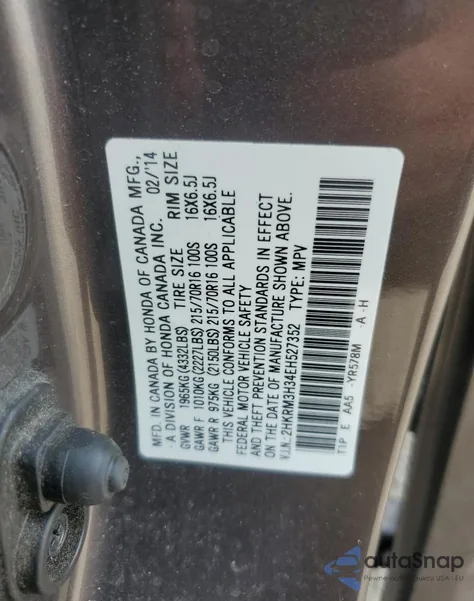 MFD. IN CANADA BY HONDA OF CANADA MFG.,
A DIVISION OF HONDA CANADA INC. 02/'14
GVWR 1965KG (4332LBS) TIRE SIZE RIM SIZE
GAWR F 1010KG (2227LBS) 215/70R16 100S 16X6.5J
GAWR R 975KG (2150LBS) 215/70R16 100S 16X6.5J
THIS VEHICLE CONFORMS TO ALL APPLICABLE
FEDERAL MOTOR VEHICLE SAFETY
AND THEFT PREVENTION STANDARDS IN EFFECT
ON THE DATE OF MANUFACTURE SHOWN ABOVE.
V.I.N.: 2HKRM3H34EH527352 TYPE: MPV
T1P E AA5 -YR578M -A-H
autoSnap